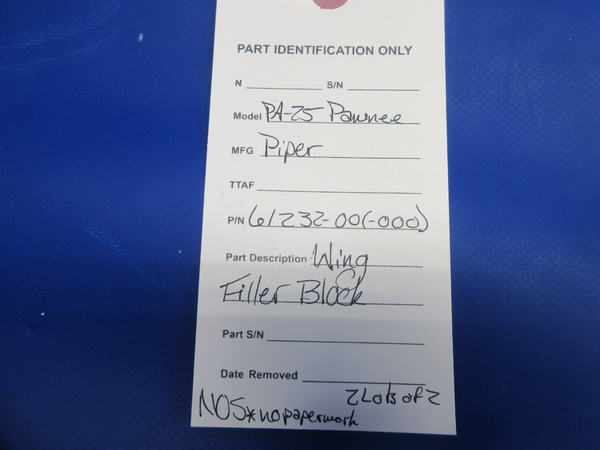 PART IDENTIFICATION ONLY
N S/N
Model PA-25 Pawnee
MFG Piper
TTAF
P/N 61232-00(-000)
Part Description Wing
Filler Block
Part S/N
Date Removed
2 Lots of 2
NOS*no paperwork